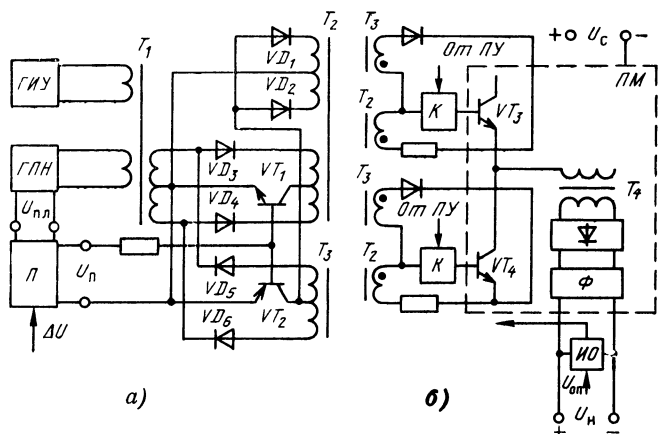 T₁
T₂
ГИУ
VD₁
VD₂
ГПН
VD₃
VT₁
VD₄
Uпл
П
Uп
T₃
VD₅
VT₂
VD₆
ΔU
а)
T₃
От ПУ
+ Uс -
ПМ
К
VT₃
T₂
T₃
От ПУ
T₄
К
T₂
VT₄
Ф
ИО
Uоп
Uн
+ -
б)